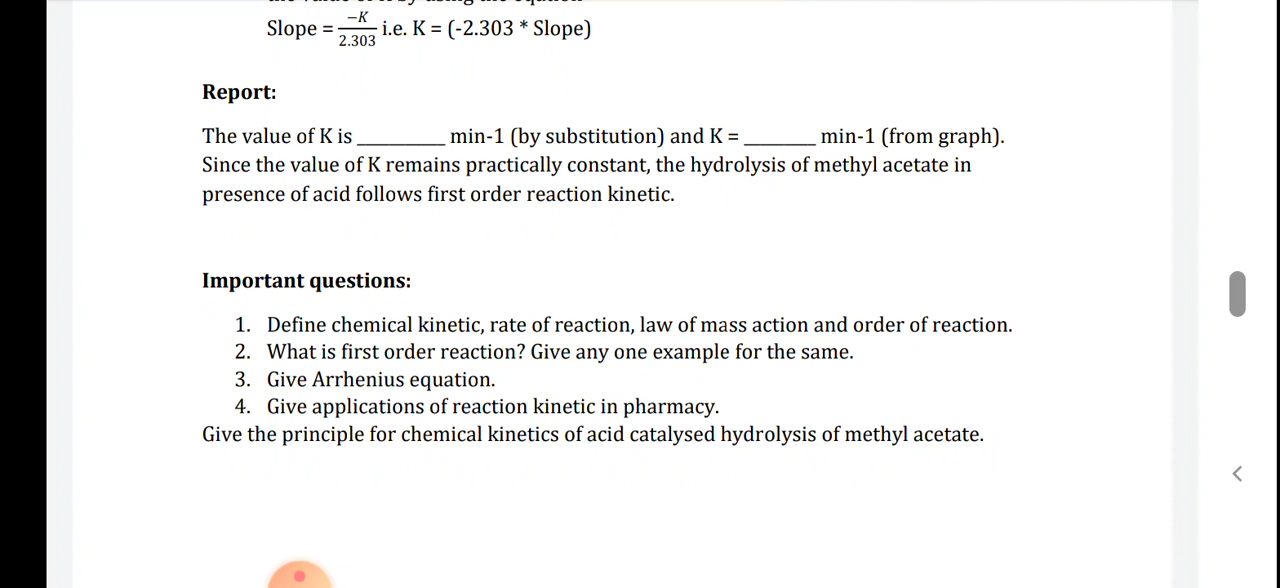 Slope = −K/2.303 i.e. K = (-2.303 * Slope)
Report:
The value of K is ________ min-1 (by substitution) and K = _______ min-1 (from graph).
Since the value of K remains practically constant, the hydrolysis of methyl acetate in
presence of acid follows first order reaction kinetic.
Important questions:
1. Define chemical kinetic, rate of reaction, law of mass action and order of reaction.
2. What is first order reaction? Give any one example for the same.
3. Give Arrhenius equation.
4. Give applications of reaction kinetic in pharmacy.
Give the principle for chemical kinetics of acid catalysed hydrolysis of methyl acetate.